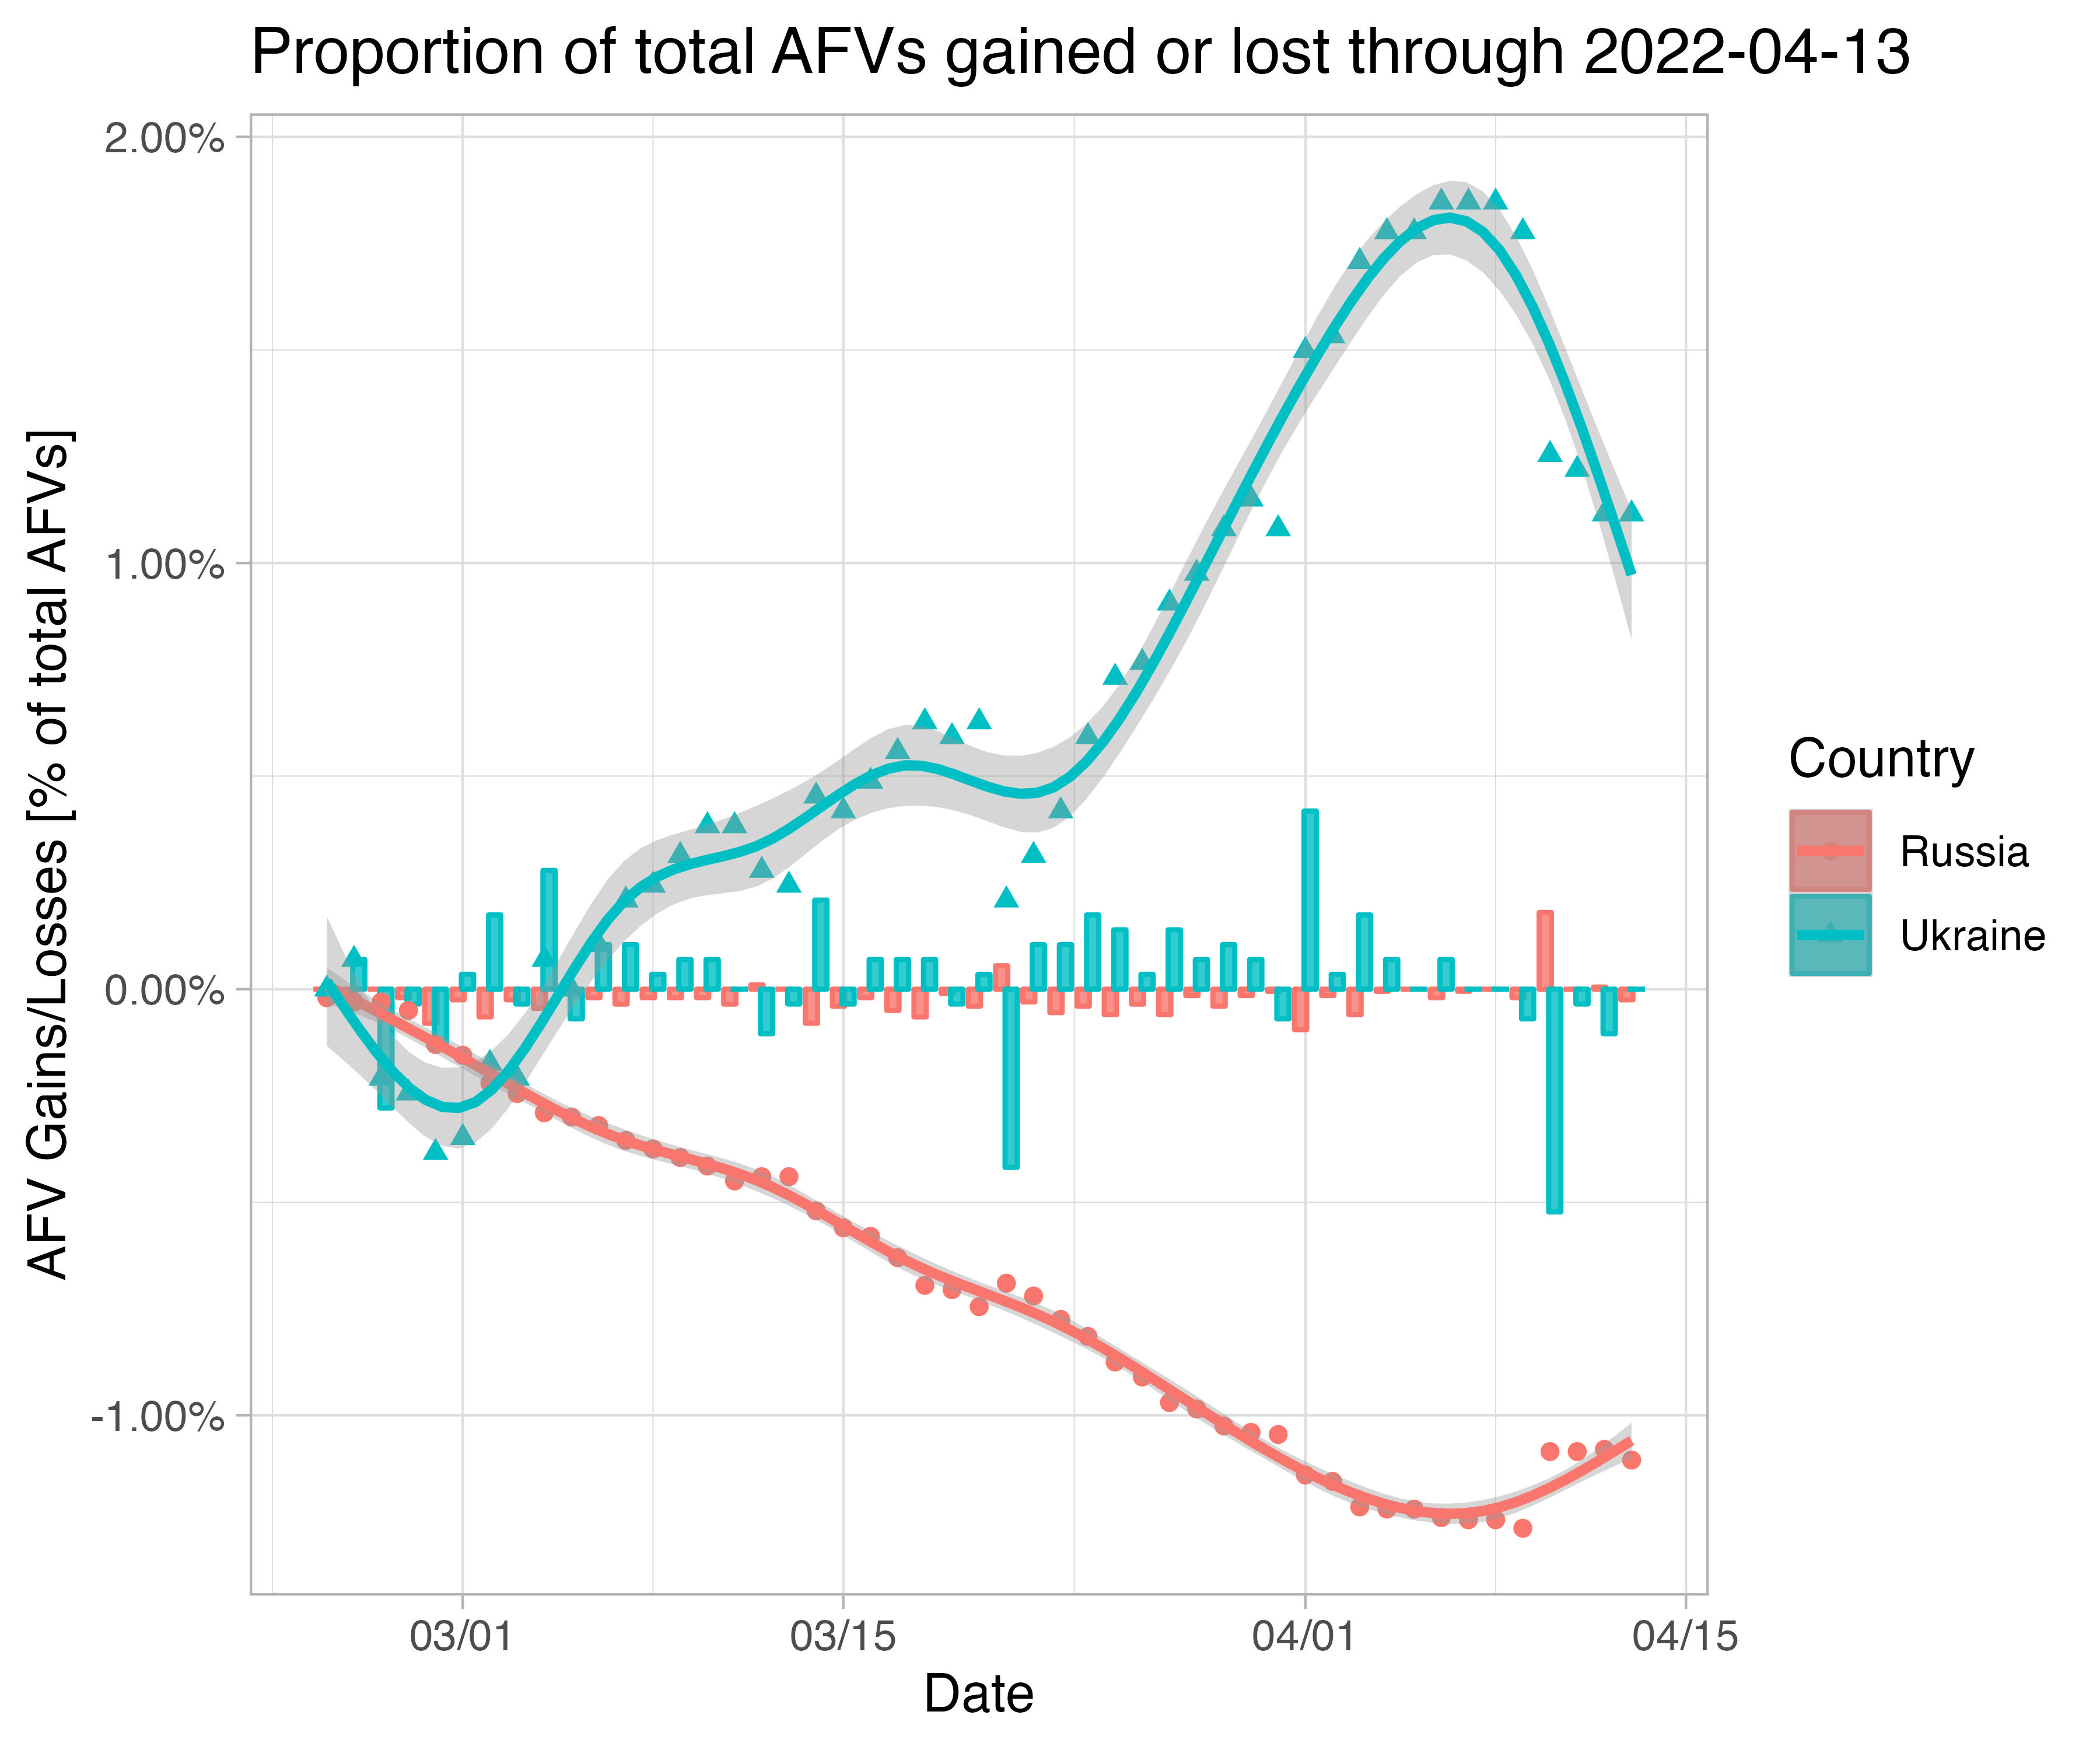 Proportion of total AFVs gained or lost through 2022-04-13
AFV Gains/Losses [% of total AFVs]
2.00%
1.00%
0.00%
-1.00%
03/01
03/15
04/01
04/15
Date
Country
Russia
Ukraine